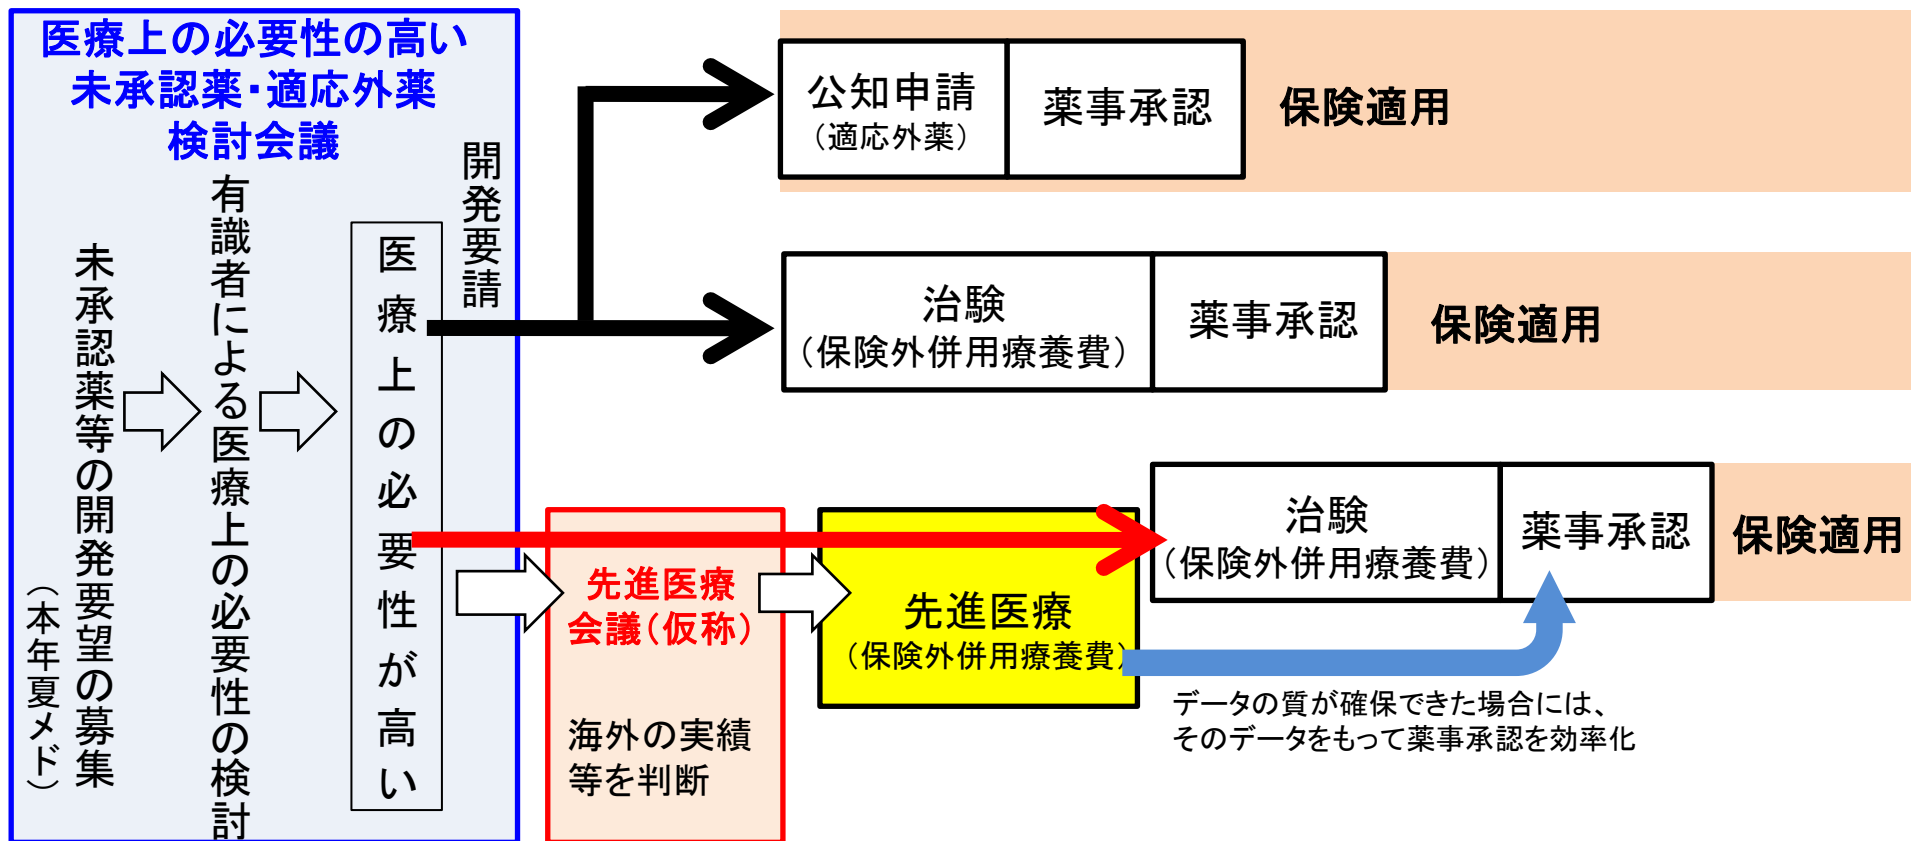 医療上の必要性の高い
未承認薬・適応外薬
検討会議
未承認薬等の開発要望の募集
（本年夏メド）
有識者による医療上の必要性の検討
医療上の必要性が高い
開発要請
公知申請
（適応外薬）
薬事承認
保険適用
治験
（保険外併用療養費）
薬事承認
保険適用
先進医療
会議（仮称）
海外の実績
等を判断
先進医療
（保険外併用療養費）
治験
（保険外併用療養費）
薬事承認
保険適用
データの質が確保できた場合には、
そのデータをもって薬事承認を効率化